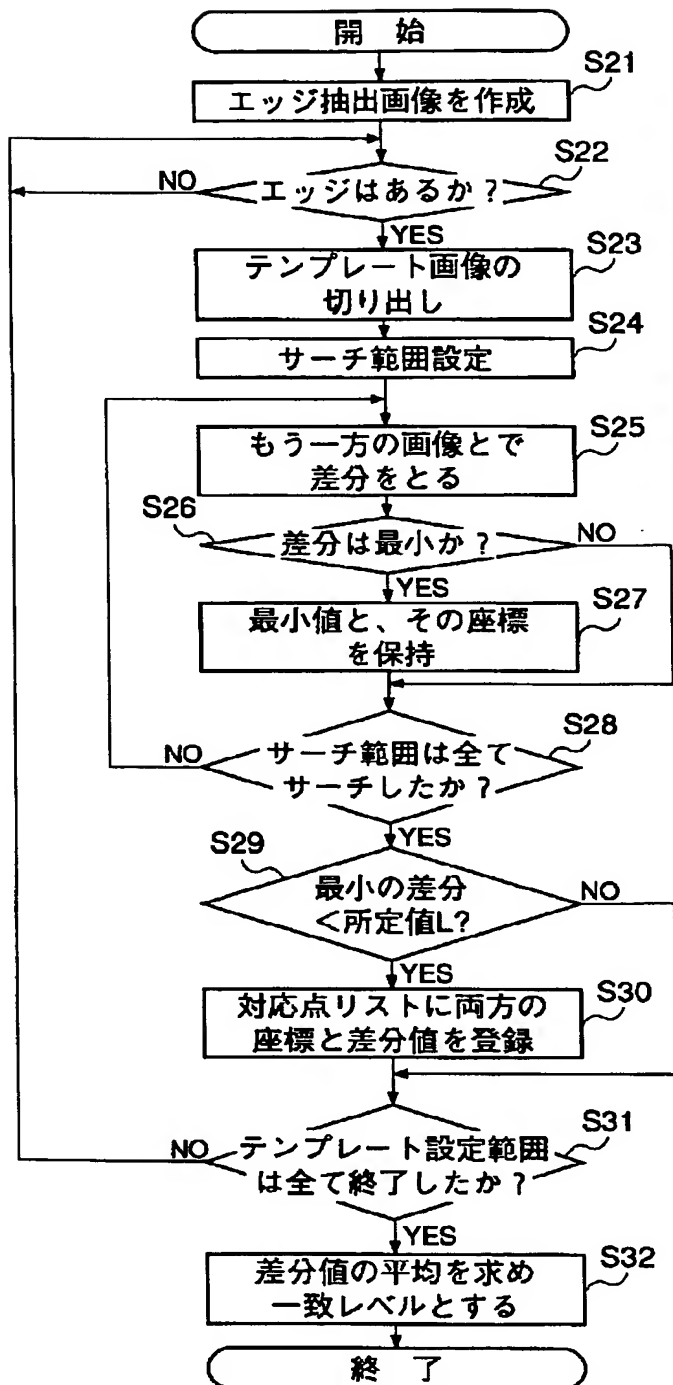 開 始
S21
エッジ抽出画像を作成
S22
NO
エッジはあるか？
YES
S23
テンプレート画像の
切り出し
S24
サーチ範囲設定
S25
もう一方の画像とで
差分をとる
S26
差分は最小か？
NO
YES
S27
最小値と、その座標
を保持
S28
NO
サーチ範囲は全て
サーチしたか？
YES
S29
最小の差分
＜所定値L?
NO
YES
S30
対応点リストに両方の
座標と差分値を登録
S31
NO
テンプレート設定範囲
は全て終了したか？
YES
S32
差分値の平均を求め
一致レベルとする
終 了